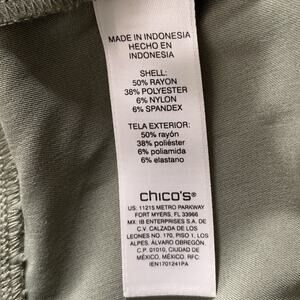 MADE IN INDONESIA
HECHO EN
INDONESIA
SHELL:
50% RAYON
38% POLYESTER
6% NYLON
6% SPANDEX
TELA EXTERIOR:
50% rayón
38% poliéster
6% poliamida
6% elastano
chico's®
US: 11215 METRO PARKWAY
FORT MYERS, FL 33966
MX: IB ENTERPRISES S.A. DE
C.V. CALZADA DE LOS
LEONES NO. 170, PISO 1, LOS
ALPES, ÁLVARO OBREGÓN,
C.P. 01010, CIUDAD DE
MÉXICO, MÉXICO. RFC:
IEN1701241PA